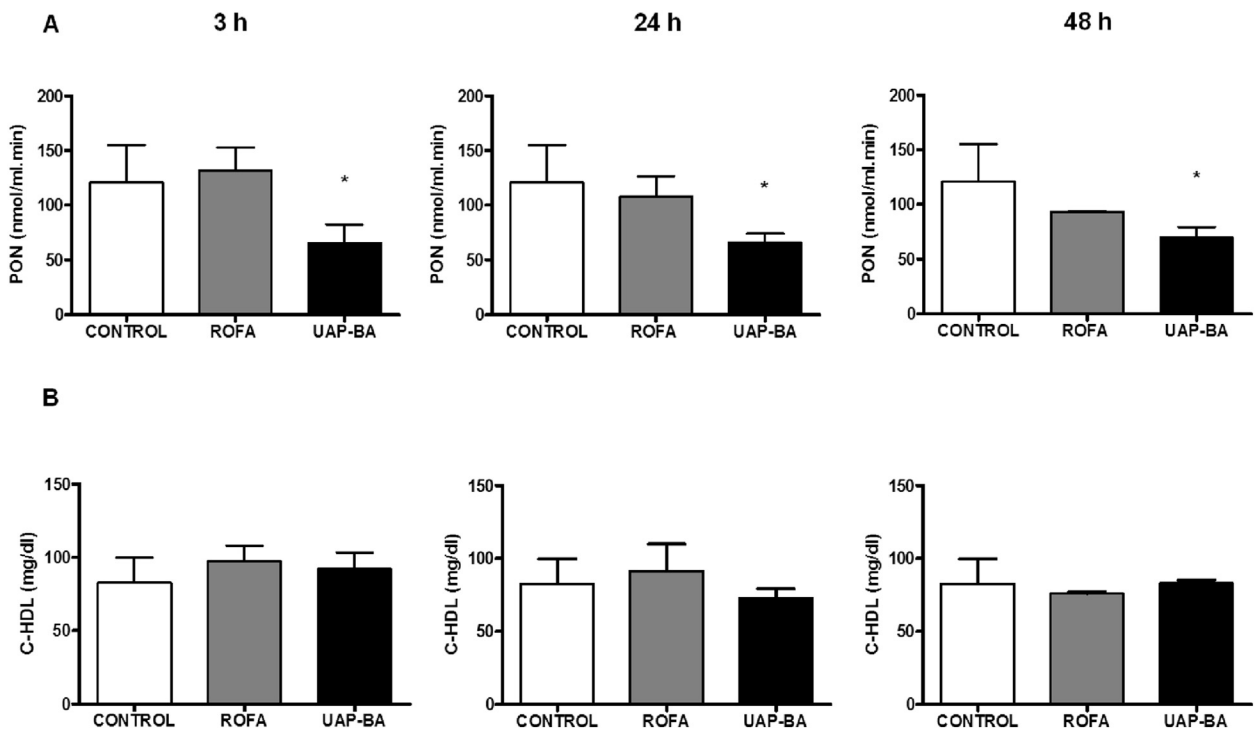 A
3 h
24 h
48 h
PON (nmol/ml.min)
200
150
100
50
0
*
CONTROL ROFA UAP-BA
PON (nmol/ml.min)
200
150
100
50
0
*
CONTROL ROFA UAP-BA
PON (nmol/ml.min)
200
150
100
50
0
*
CONTROL ROFA UAP-BA
B
C-HDL (mg/dl)
150
100
50
0
CONTROL ROFA UAP-BA
C-HDL (mg/dl)
150
100
50
0
CONTROL ROFA UAP-BA
C-HDL (mg/dl)
150
100
50
0
CONTROL ROFA UAP-BA